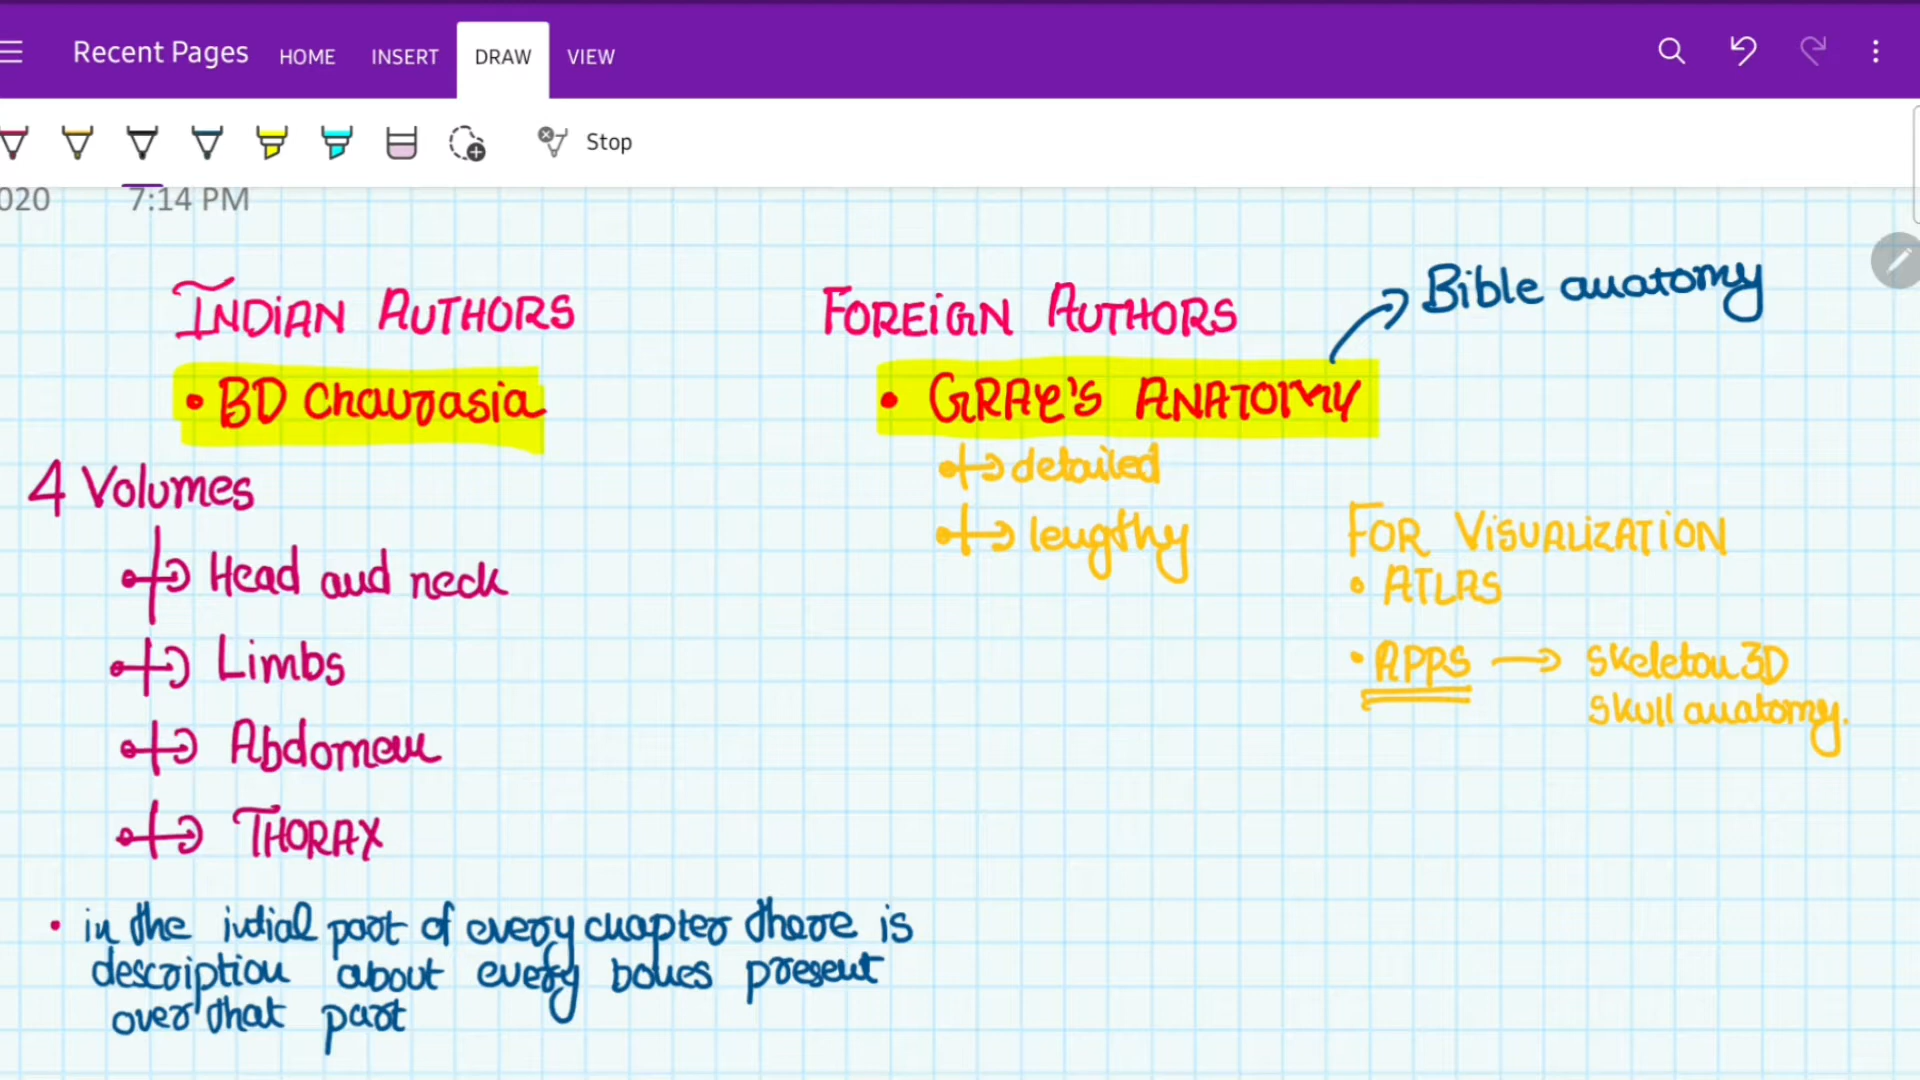 Recent Pages HOME INSERT DRAW VIEW
Stop
020 7:14 PM
INDIAN AUTHORS
• BD Chaurasia
4 Volumes
Head and neck
Limbs
Abdomen
THORAX
• in the initial part of every chapter there is
description about every bones present
over that part
FOREIGN AUTHORS
Bible anatomy
• GRAY'S ANATOMY
detailed
lengthy
FOR VISUALIZATION
• ATLAS
• APPS → skeleton 3D
skull anatomy.